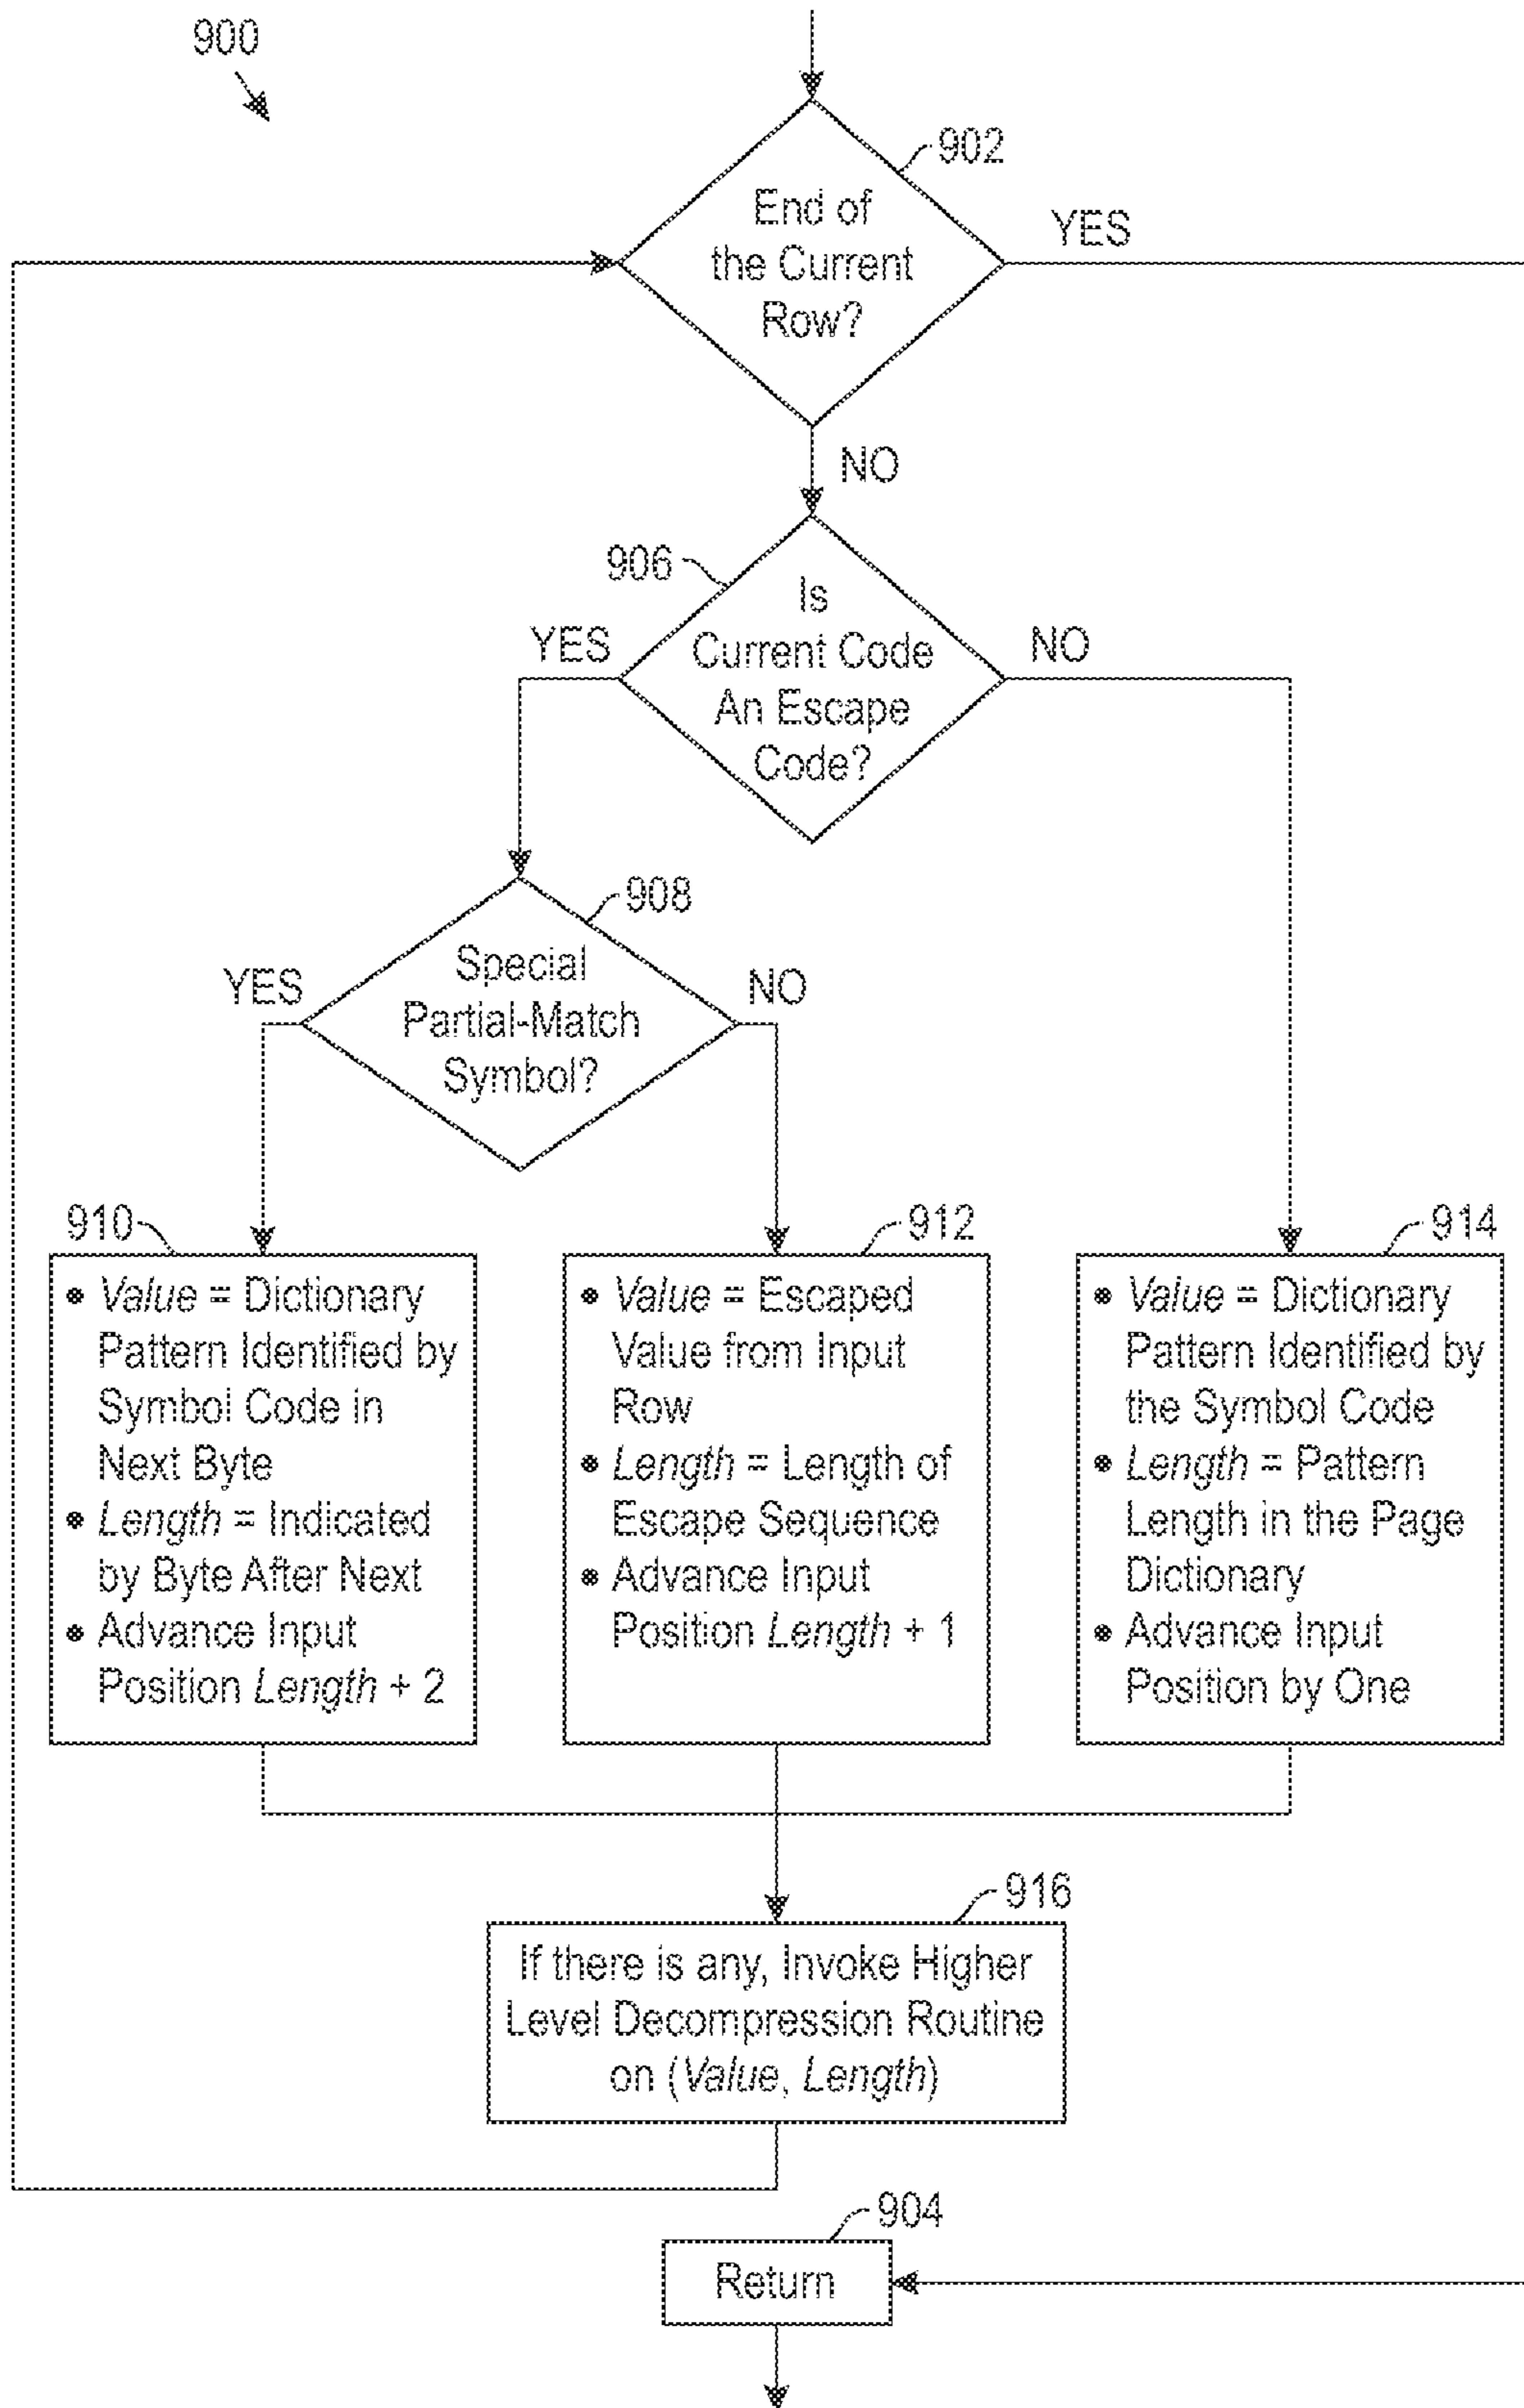 900
902
End of
the Current
Row?
YES
NO
906
Is
Current Code
An Escape
Code?
YES
NO
908
Special
Partial-Match
Symbol?
YES
NO
910
• Value = Dictionary
Pattern Identified by
Symbol Code in
Next Byte
• Length = Indicated
by Byte After Next
• Advance Input
Position Length + 2
912
• Value = Escaped
Value from Input
Row
• Length = Length of
Escape Sequence
• Advance Input
Position Length + 1
914
• Value = Dictionary
Pattern Identified by
the Symbol Code
• Length = Pattern
Length in the Page
Dictionary
• Advance Input
Position by One
916
If there is any, Invoke Higher
Level Decompression Routine
on (Value, Length)
904
Return